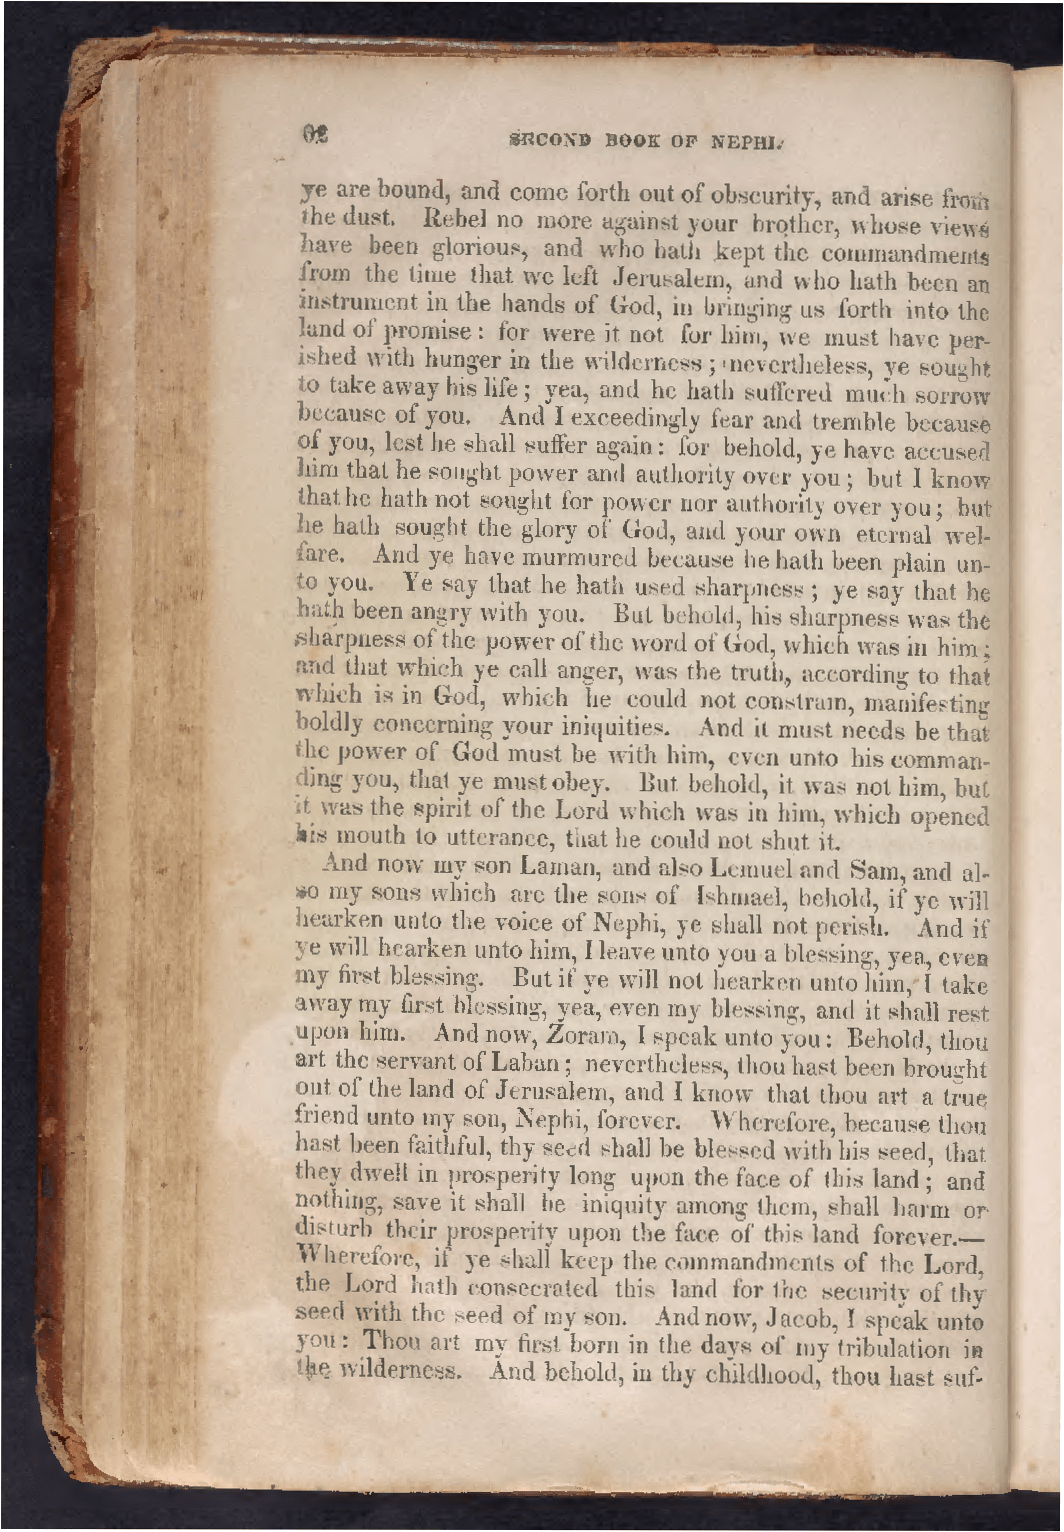 62 SECOND BOOK OF NEPHI.
ye are bound, and come forth out of obscurity, and arise from
the dust. Rebel no more against your brother, whose views
have been glorious, and who hath kept the commandments
from the time that we left Jerusalem, and who hath been an
instrument in the hands of God, in bringing us forth into the
land of promise: for were it not for him, we must have per-
ished with hunger in the wilderness; nevertheless, ye sought
to take away his life; yea, and he hath suffered much sorrow
because of you. And I exceedingly fear and tremble because
of you, lest he shall suffer again: for behold, ye have accused
him that he sought power and authority over you; but I know
that he hath not sought for power nor authority over you; but
he hath sought the glory of God, and your own eternal wel-
fare. And ye have murmured because he hath been plain un-
to you. Ye say that he hath used sharpness; ye say that he
hath been angry with you. But behold, his sharpness was the
sharpness of the power of the word of God, which was in him;
and that which ye call anger, was the truth, according to that
which is in God, which he could not constrain, manifesting
boldly concerning your iniquities. And it must needs be that
the power of God must be with him, even unto his comman-
ding you, that ye must obey. But behold, it was not him, but
it was the spirit of the Lord which was in him, which opened
his mouth to utterance, that he could not shut it.
And now my son Laman, and also Lemuel and Sam, and al-
so my sons which are the sons of Ishmael, behold, if ye will
hearken unto the voice of Nephi, ye shall not perish. And if
ye will hearken unto him, I leave unto you a blessing, yea, even
my first blessing. But if ye will not hearken unto him, I take
away my first blessing, yea, even my blessing, and it shall rest
upon him. And now, Zoram, I speak unto you: Behold, thou
art the servant of Laban; nevertheless, thou hast been brought
out of the land of Jerusalem, and I know that thou art a true
friend unto my son, Nephi, forever. Wherefore, because thou
hast been faithful, thy seed shall be blessed with his seed, that
they dwell in prosperity long upon the face of this land; and
nothing, save it shall be iniquity among them, shall harm or
disturb their prosperity upon the face of this land forever.—
Wherefore, if ye shall keep the commandments of the Lord,
the Lord hath consecrated this land for the security of thy
seed with the seed of my son. And now, Jacob, I speak unto
you: Thou art my first born in the days of my tribulation in
the wilderness. And behold, in thy childhood, thou hast suf-